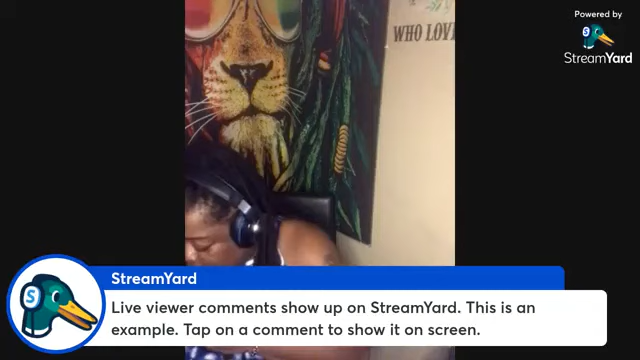 WHO LOV
Powered by
StreamYard
StreamYard
Live viewer comments show up on StreamYard. This is an
example. Tap on a comment to show it on screen.